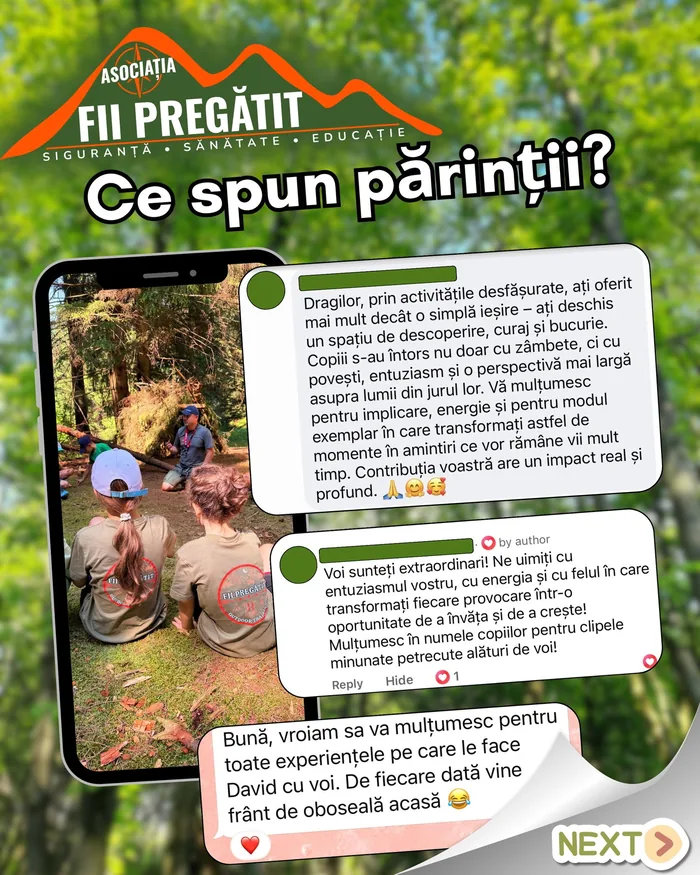 ASOCIAȚIA
FII PREGĂTIT
SIGURANȚĂ • SĂNĂTATE • EDUCAȚIE
Ce spun părinții?
Dragilor, prin activitățile desfășurate, ați oferit
mai mult decât o simplă ieșire – ați deschis
un spațiu de descoperire, curaj și bucurie.
Copiii s-au întors nu doar cu zâmbete, ci cu
povești, entuziasm și o perspectivă mai largă
asupra lumii din jurul lor. Vă mulțumesc
pentru implicare, energie și pentru modul
exemplar în care transformați astfel de
momente în amintiri ce vor rămâne vii mult
timp. Contribuția voastră are un impact real și
profund. 🙏🤗🥰
by author
Voi sunteți extraordinari! Ne uimiți cu
entuziasmul vostru, cu energia și cu felul în care
transformați fiecare provocare într-o
oportunitate de a învăța și de a crește!
Mulțumesc în numele copiilor pentru clipele
minunate petrecute alături de voi!
Reply Hide 1
Bună, vroiam sa va mulțumesc pentru
toate experiențele pe care le face
David cu voi. De fiecare dată vine
frânt de oboseală acasă 😂
FII PREGĂTIT
FII PREGĂTIT
NEXT